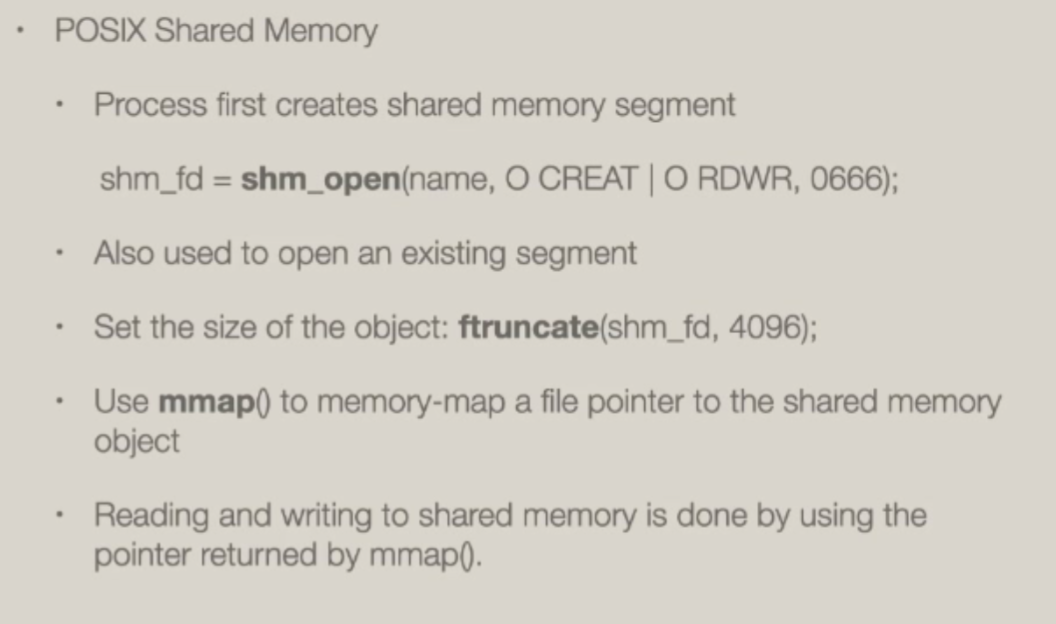 • POSIX Shared Memory
• Process first creates shared memory segment
shm_fd = shm_open(name, O CREAT | O RDWR, 0666);
• Also used to open an existing segment
• Set the size of the object: ftruncate(shm_fd, 4096);
• Use mmap() to memory-map a file pointer to the shared memory
object
• Reading and writing to shared memory is done by using the
pointer returned by mmap().